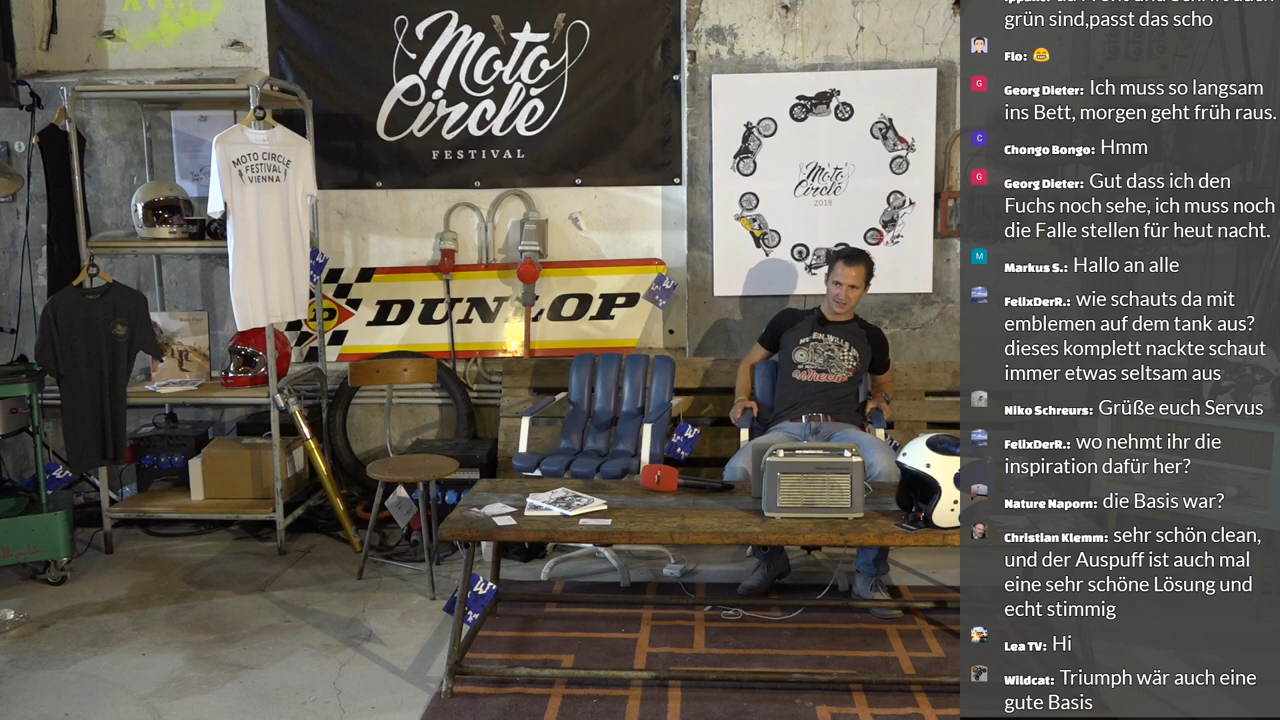 Moto
Circle
FESTIVAL
MOTO CIRCLE
FESTIVAL
VIENNA
Moto
Circle
2018
D
DUNLOP
Wheels
grün sind,passt das scho
Flo: 😂
G Georg Dieter: Ich muss so langsam
ins Bett, morgen geht früh raus.
C Chongo Bongo: Hmm
G Georg Dieter: Gut dass ich den
Fuchs noch sehe, ich muss noch
die Falle stellen für heut nacht.
M Markus S.: Hallo an alle
FelixDerR.: wie schauts da mit
emblemen auf dem tank aus?
dieses komplett nackte schaut
immer etwas seltsam aus
Niko Schreurs: Grüße euch Servus
FelixDerR.: wo nehmt ihr die
inspiration dafür her?
Nature Naporn: die Basis war?
Christian Klemm: sehr schön clean,
und der Auspuff ist auch mal
eine sehr schöne Lösung und
echt stimmig
Lea TV: Hi
Wildcat: Triumph wär auch eine
gute Basis